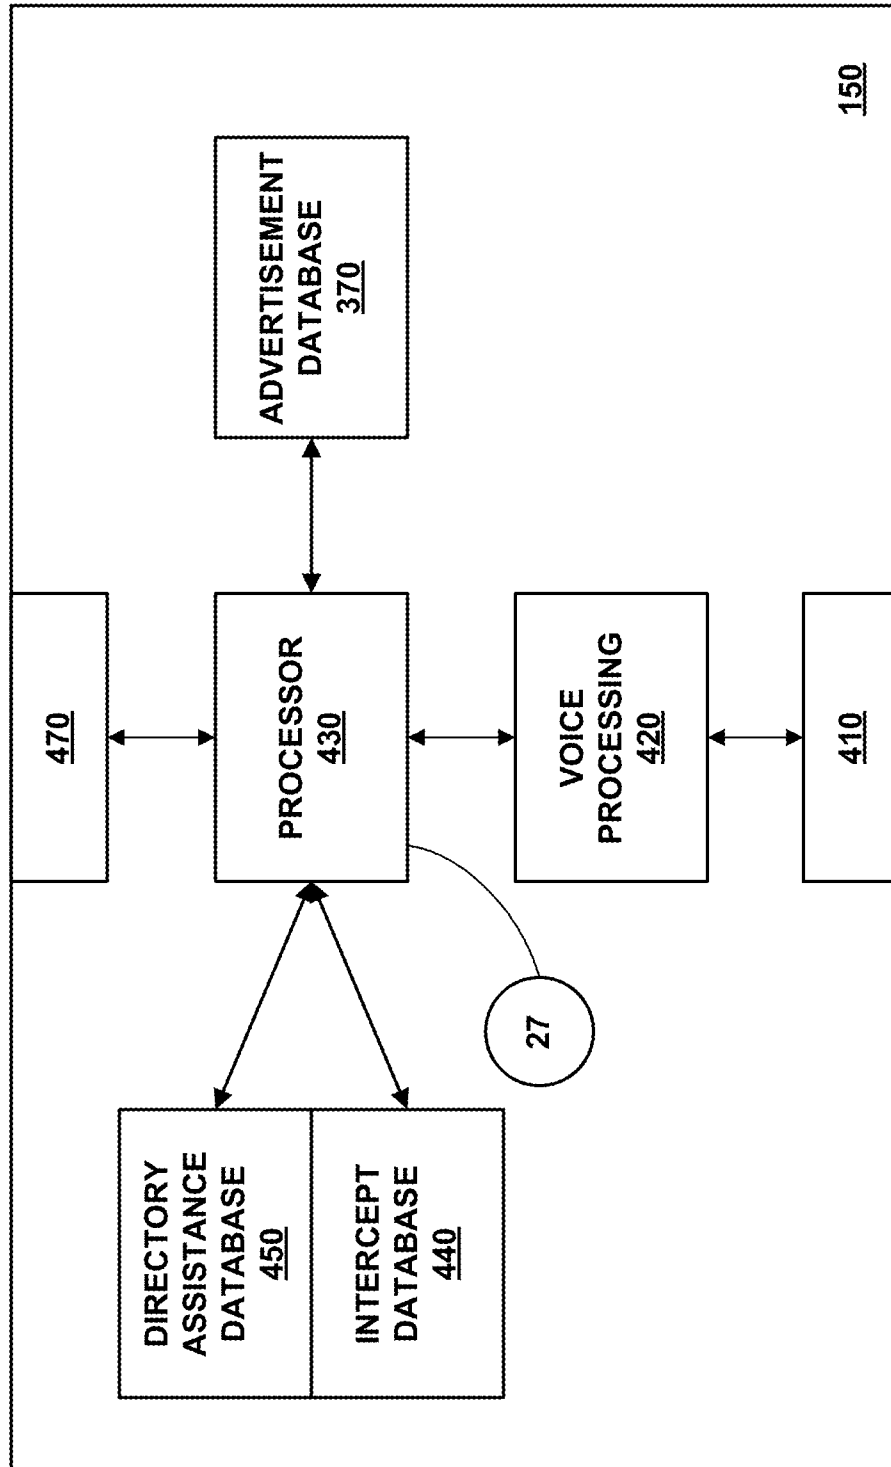 470
DIRECTORY
ASSISTANCE
DATABASE
450
INTERCEPT
DATABASE
440
PROCESSOR
430
ADVERTISEMENT
DATABASE
370
27
VOICE
PROCESSING
420
410
150